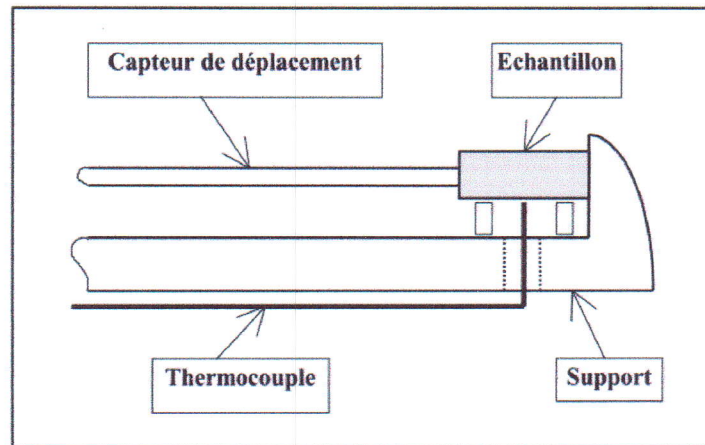 Capteur de déplacement
Echantillon
Thermocouple
Support